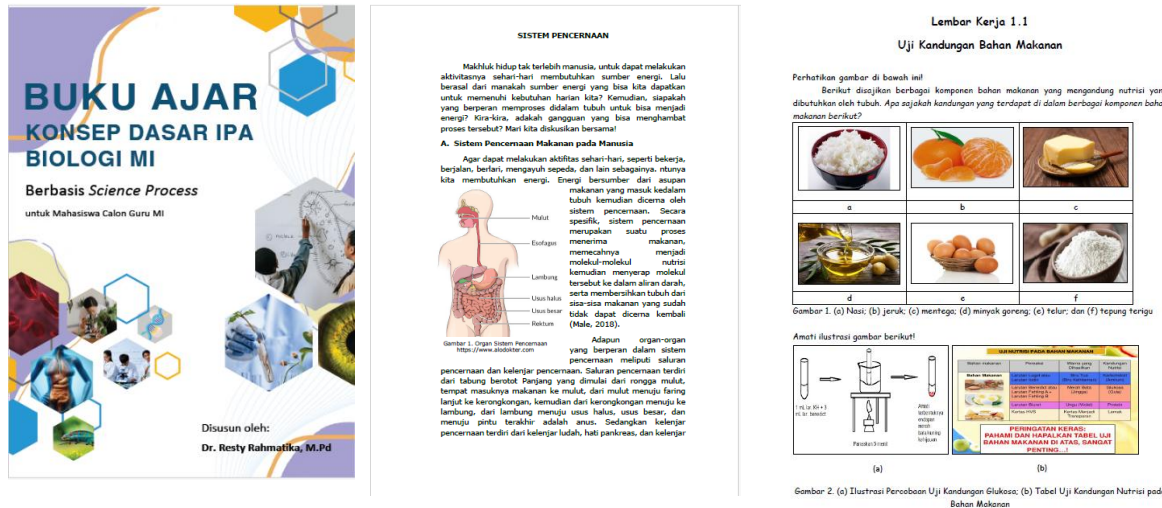 BUKU AJAR
KONSEP DASAR IPA
BIOLOGI MI
Berbasis Science Process
untuk Mahasiswa Calon Guru MI
Disusun oleh:
Dr. Resty Rahmatika, M.Pd
SISTEM PENCERNAAN
Makhluk hidup tak terlebih manusia, untuk dapat melakukan
aktivitasnya sehari-hari membutuhkan sumber energi. Lalu
berasal dari manakah sumber energi yang bisa kita dapatkan
untuk memenuhi kebutuhan harian kita? Kemudian, siapakah
yang berperan memproses didalam tubuh untuk bisa menjadi
energi? Kira-kira, adakah gangguan yang bisa menghambat
proses tersebut? Mari kita diskusikan bersama!
A. Sistem Pencernaan Makanan pada Manusia
Agar dapat melakukan aktifitas sehari-hari, seperti bekerja,
berjalan, berlari, mengayuh sepeda, dan lain sebagainya. ntunya
kita membutuhkan energi. Energi bersumber dari asupan
makanan yang masuk kedalam
tubuh kemudian dicerna oleh
sistem pencernaan. Secara
spesifik, sistem pencernaan
merupakan suatu proses
menerima makanan,
memecahnya menjadi
molekul-molekul nutrisi
kemudian menyerap molekul
tersebut ke dalam aliran darah,
serta membersihkan tubuh dari
sisa-sisa makanan yang sudah
tidak dapat dicerna kembali
(Male, 2018).
Mulut
Esofagus
Lambung
Usus halus
Usus besar
Rektum
Gambar 1. Organ Sistem Pencernaan
https://www.alodokter.com
Adapun organ-organ
yang berperan dalam sistem
pencernaan meliputi saluran
pencernaan dan kelenjar pencernaan. Saluran pencernaan terdiri
dari tabung berotot Panjang yang dimulai dari rongga mulut,
tempat masuknya makanan ke mulut, dari mulut menuju faring
lanjut ke kerongkongan, kemudian dari kerongkongan menuju ke
lambung, dari lambung menuju usus halus, usus besar, dan
menuju pintu terakhir adalah anus. Sedangkan kelenjar
pencernaan terdiri dari kelenjar ludah, hati pankreas, dan kelenjar
Lembar Kerja 1.1
Uji Kandungan Bahan Makanan
Perhatikan gambar di bawah ini!
Berikut disajikan berbagai komponen bahan makanan yang mengandung nutrisi yan
dibutuhkan oleh tubuh. Apa sajakah kandungan yang terdapat di dalam berbagai komponen baha
makanan berikut?
a
b
c
d
e
f
Gambar 1. (a) Nasi; (b) jeruk; (c) mentega; (d) minyak goreng; (e) telur; dan (f) tepung terigu
Amati ilustrasi gambar berikut!
Panaskan 3 menit
UJI NUTRISI PADA BAHAN MAKANAN
Bahan Makanan
PERINGATAN KERAS:
PAHAMI DAN HAPALKAN TABEL UJI
BAHAN MAKANAN DI ATAS, SANGAT
PENTING...!
(a)
(b)
Gambar 2. (a) Ilustrasi Percobaan Uji Kandungan Glukosa; (b) Tabel Uji Kandungan Nutrisi pada
Bahan Makanan